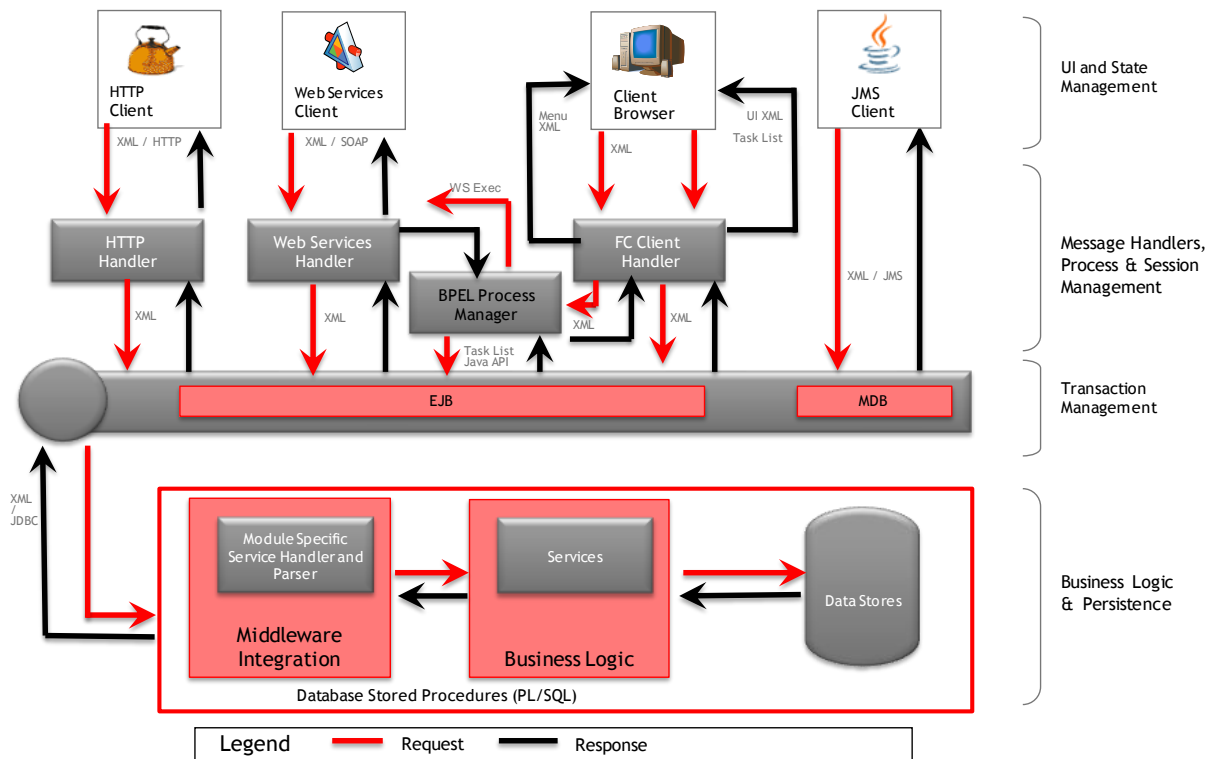 HTTP
Client
Web Services
Client
Client
Browser
JMS
Client
UI and State
Management
XML / HTTP
XML / SOAP
Menu
XML
XML
UI XML
Task List
WS Exec
HTTP
Handler
Web Services
Handler
FC Client
Handler
BPEL Process
Manager
XML / JMS
Message Handlers,
Process & Session
Management
XML
XML
XML
XML
Task List
Java API
EJB
MDB
Transaction
Management
XML
/
JDBC
Module Specific
Service Handler and
Parser
Services
Data Stores
Middleware
Integration
Business Logic
Business Logic
& Persistence
Database Stored Procedures (PL/SQL)
Legend
Request
Response